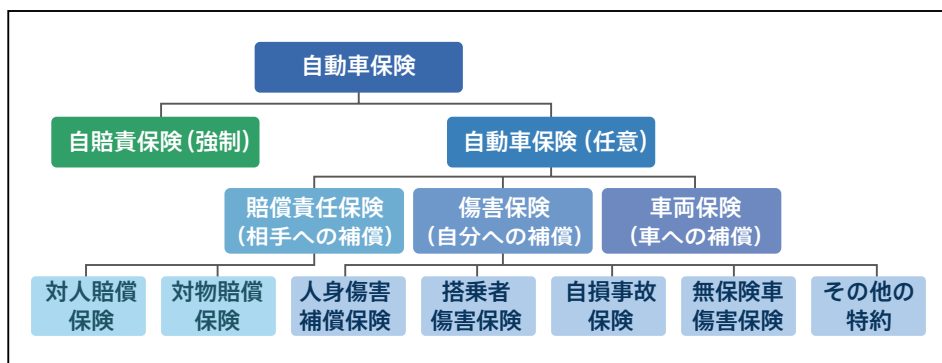 自動車保険
自賠責保険(強制)
自動車保険(任意)
賠償責任保険
(相手への補償)
傷害保険
(自分への補償)
車両保険
(車への補償)
対人賠償
保険
対物賠償
保険
人身傷害
補償保険
搭乗者
傷害保険
自損事故
保険
無保険車
傷害保険
その他の
特約